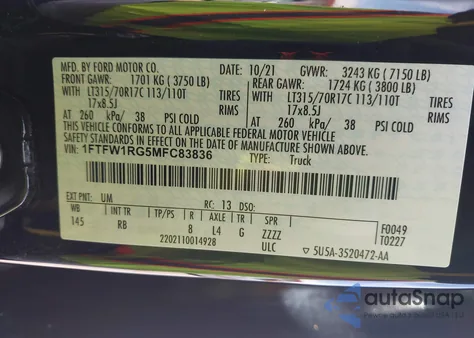 MFD. BY FORD MOTOR CO. 10/21 GVWR: 3243 KG ( 7150 LB)
FRONT GAWR: 1701 KG ( 3750 LB) REAR GAWR: 1724 KG ( 3800 LB)
WITH LT315/70R17C 113/110T TIRES WITH LT315/70R17C 113/110T TIRES
17x8.5J RIMS 17x8.5J RIMS
AT 260 kPa/ 38 PSI COLD AT 260 kPa/ 38 PSI COLD
THIS VEHICLE CONFORMS TO ALL APPLICABLE FEDERAL MOTOR VEHICLE
SAFETY STANDARDS IN EFFECT ON THE DATE OF MANUFACTURE SHOWN ABOVE.
VIN: 1FTFW1RG5MFC83836 TYPE: Truck
EXT PNT: UM RC: 13 DSO: F0049
WB INT TR TP/PS R AXLE TR SPR T0227
145 RB 8 L4 G ZZZZ
2202110014928 ULC ▽ 5U5A-3520472-AA
autoSnap